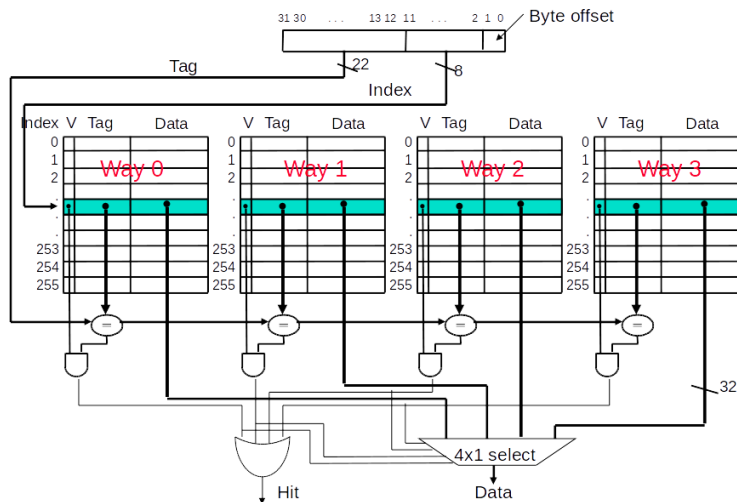 31 30 . . . 13 12 11 . . . 2 1 0 Byte offset
Tag 22 8
Index
Index V Tag Data V Tag Data V Tag Data V Tag Data
0
1 Way 0 Way 1 Way 2 Way 3
2
.
.
.
253
254
255
= = = =
32
4x1 select
Hit Data